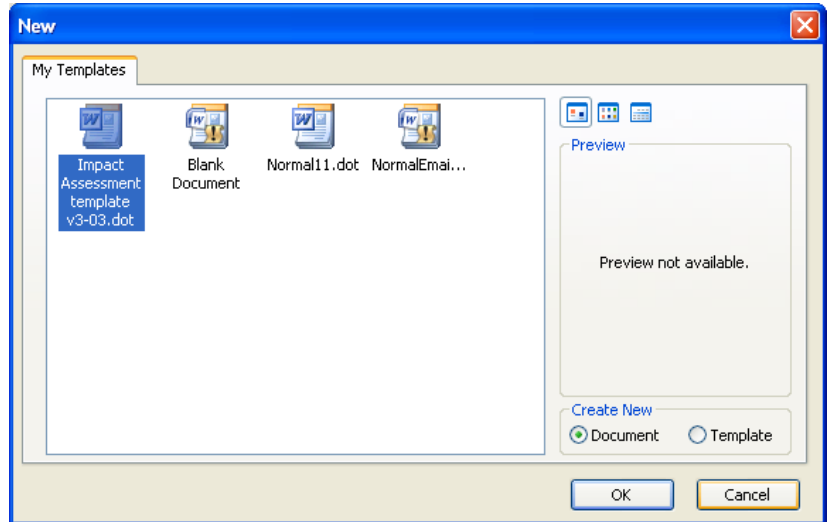 New
My Templates
Impact Assessment template v3-03.dot
Blank Document
Normal11.dot
NormalEmai...
Preview
Preview not available.
Create New
Document
Template
OK
Cancel